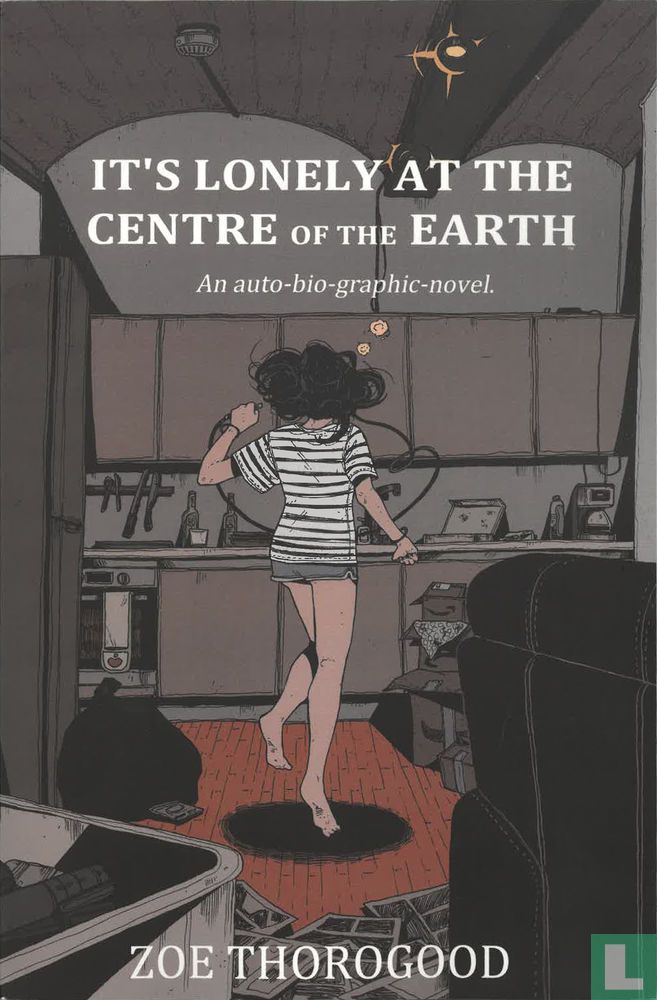 IT'S LONELY AT THE
CENTRE OF THE EARTH
An auto-bio-graphic-novel.
ZOE THOROGOOD
L